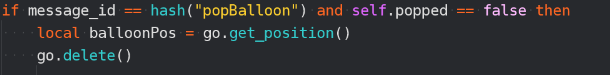 if message_id == hash("popBalloon") and self.popped == false then
    local balloonPos = go.get_position()
    go.delete()